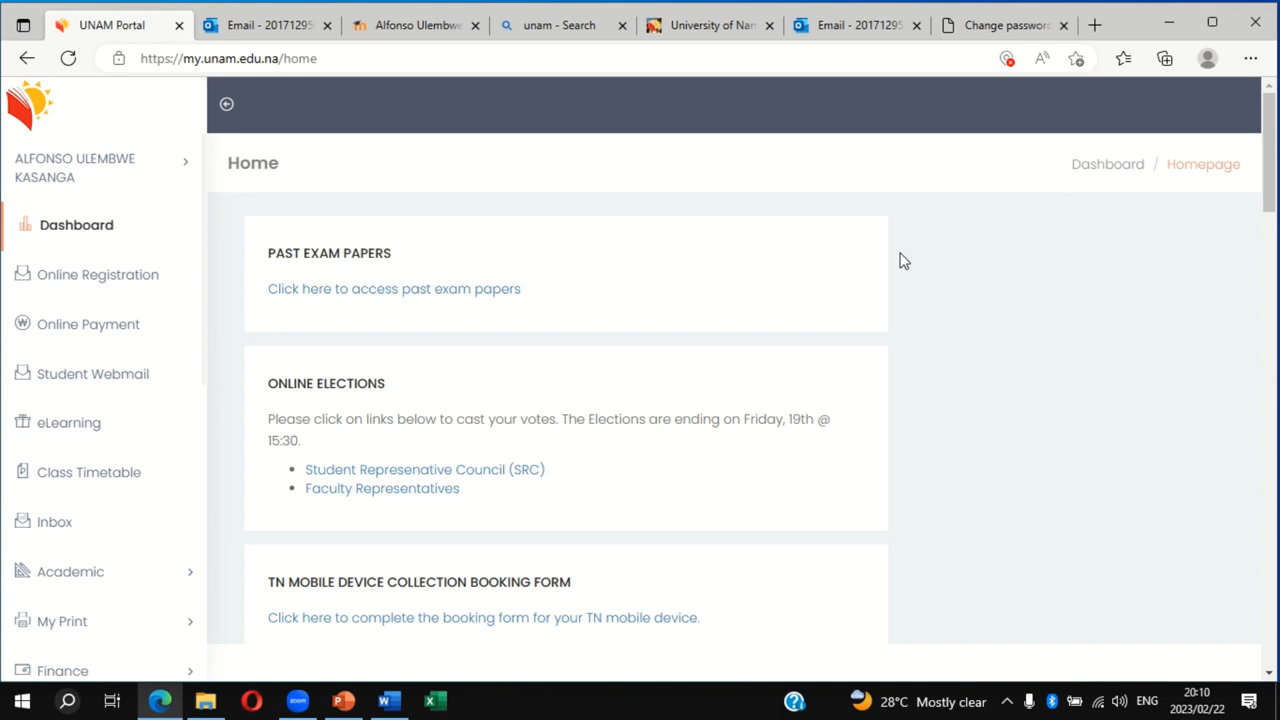 UNAM Portal
Email - 20171295
Alfonso Ulembwe
unam - Search
University of Nam
Email - 20171295
Change password
https://my.unam.edu.na/home
ALFONSO ULEMBWE
KASANGA
Dashboard
Online Registration
Online Payment
Student Webmail
eLearning
Class Timetable
Inbox
Academic
My Print
Finance
Home
Dashboard / Homepage
PAST EXAM PAPERS
Click here to access past exam papers
ONLINE ELECTIONS
Please click on links below to cast your votes. The Elections are ending on Friday, 19th @
15:30.
• Student Represenative Council (SRC)
• Faculty Representatives
TN MOBILE DEVICE COLLECTION BOOKING FORM
Click here to complete the booking form for your TN mobile device.
zoom
28°C Mostly clear
ENG
20:10
2023/02/22